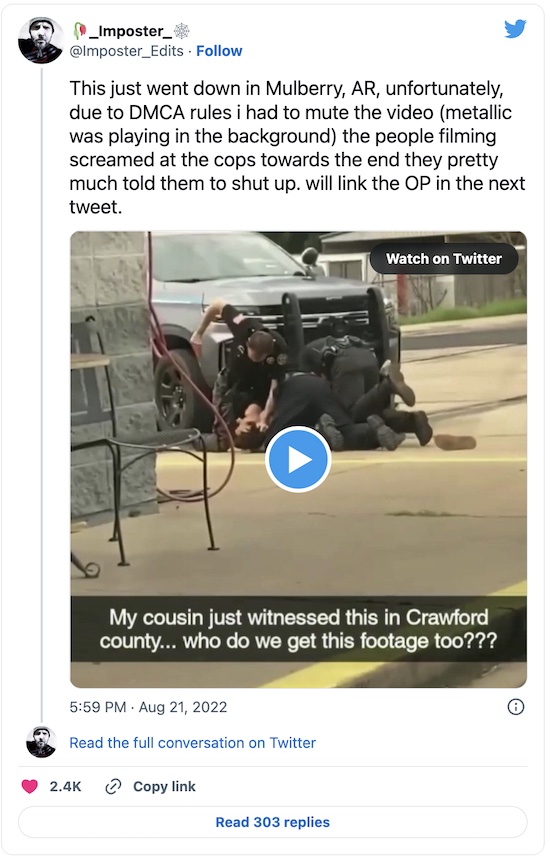 _Imposter_
@Imposter_Edits · Follow
This just went down in Mulberry, AR, unfortunately,
due to DMCA rules i had to mute the video (metallic
was playing in the background) the people filming
screamed at the cops towards the end they pretty
much told them to shut up. will link the OP in the next
tweet.
Watch on Twitter
My cousin just witnessed this in Crawford
county... who do we get this footage too???
5:59 PM · Aug 21, 2022
Read the full conversation on Twitter
2.4K Copy link
Read 303 replies